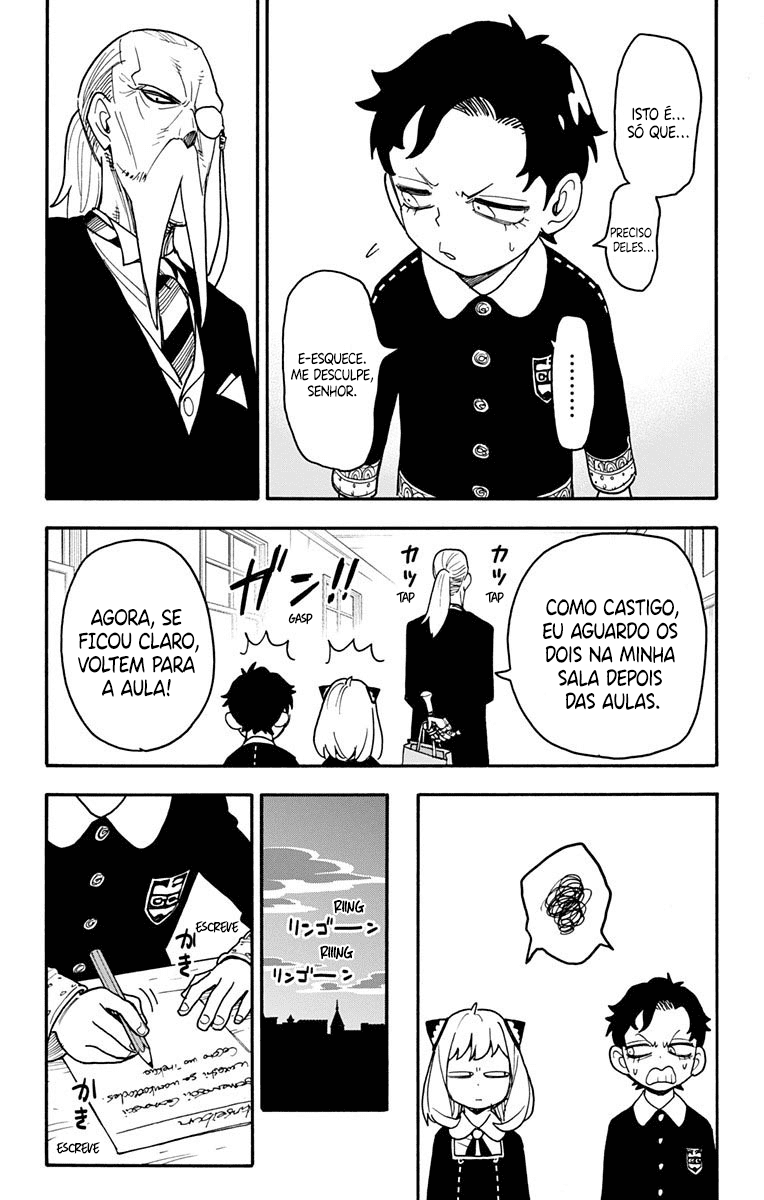 ISTO É...
SÓ QUE...
PRECISO
DELES...
.........
E-ESQUECE.
ME DESCULPE,
SENHOR.
COMO CASTIGO,
EU AGUARDO OS
DOIS NA MINHA
SALA DEPOIS
DAS AULAS.
カッ
TAP
カッ
TAP
ガーン!!
GASP
AGORA, SE
FICOU CLARO,
VOLTEM PARA
A AULA!
RIIING
リンゴーン
RIIING
リンゴーン
かき
ESCREVE
かき
ESCREVE